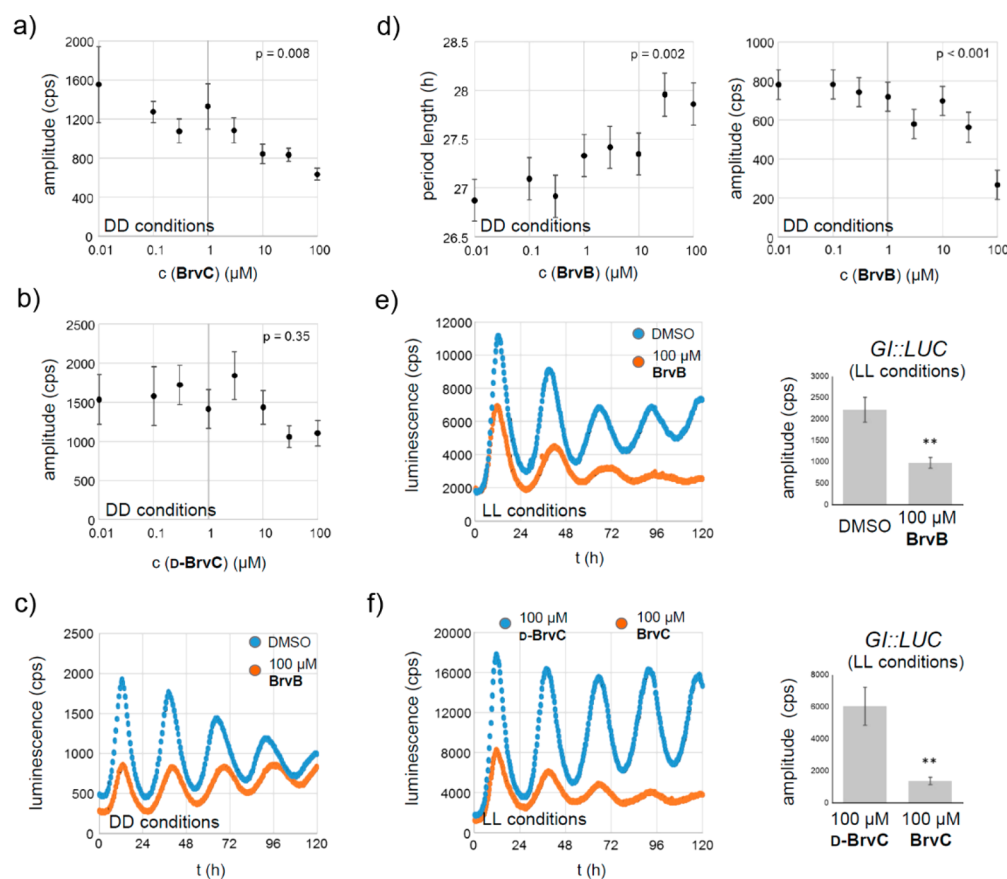 a)
2000
1600
1200
800
400
0
amplitude (cps)
p = 0.008
DD conditions
0.01 0.1 1 10 100
c (BrvC) (µM)
d)
28.5
28
27.5
27
26.5
period length (h)
p = 0.002
DD conditions
0.01 0.1 1 10 100
c (BrvB) (µM)
1000
800
600
400
200
0
amplitude (cps)
p < 0.001
DD conditions
0.01 0.1 1 10 100
c (BrvB) (µM)
b)
2500
2000
1500
1000
500
0
amplitude (cps)
p = 0.35
DD conditions
0.01 0.1 1 10 100
c (D-BrvC) (µM)
e)
12000
10000
8000
6000
4000
2000
0
luminescence (cps)
DMSO
100 µM
BrvB
LL conditions
0 24 48 72 96 120
t (h)
GI::LUC
(LL conditions)
3000
2500
2000
1500
1000
500
0
amplitude (cps)
**
DMSO 100 µM
BrvB
c)
2500
2000
1500
1000
500
0
luminescence (cps)
DMSO
100 µM
BrvB
DD conditions
0 24 48 72 96 120
t (h)
f)
100 µM
D-BrvC
100 µM
BrvC
20000
16000
12000
8000
4000
0
luminescence (cps)
LL conditions
0 24 48 72 96 120
t (h)
GI::LUC
(LL conditions)
8000
6000
4000
2000
0
amplitude (cps)
**
100 µM 100 µM
D-BrvC BrvC